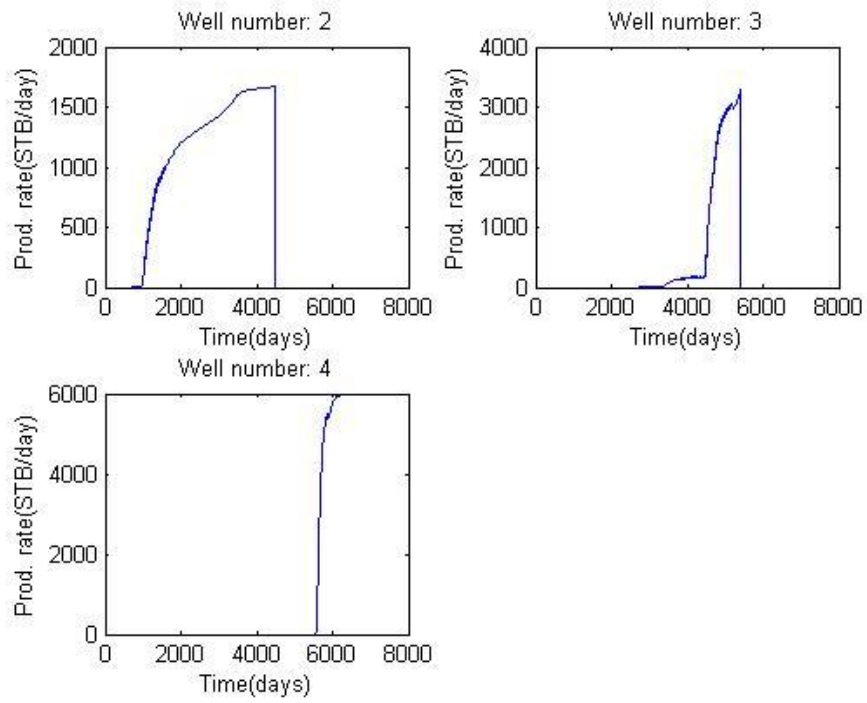 Well number: 2
2000
1500
1000
500
0
Prod. rate(STB/day)
0 2000 4000 6000 8000
Time(days)
Well number: 3
4000
3000
2000
1000
0
Prod. rate(STB/day)
0 2000 4000 6000 8000
Time(days)
Well number: 4
6000
4000
2000
0
Prod. rate(STB/day)
0 2000 4000 6000 8000
Time(days)